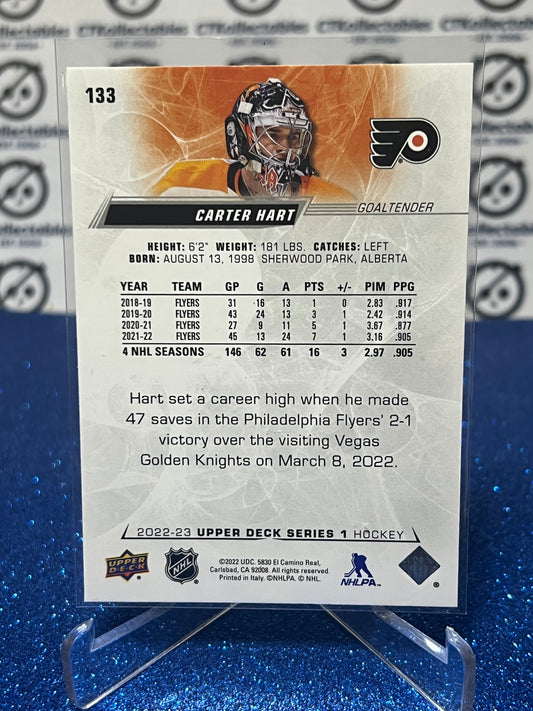 133
CARTER HART
GOALTENDER
HEIGHT: 6'2" WEIGHT: 181 LBS. CATCHES: LEFT
BORN: AUGUST 13, 1998 SHERWOOD PARK, ALBERTA
YEAR TEAM GP G A PTS +/- PIM PPG
2018-19 FLYERS 31 16 13 1 0 2.83 .917
2019-20 FLYERS 43 24 13 3 1 2.42 .914
2020-21 FLYERS 27 9 11 5 1 3.67 .877
2021-22 FLYERS 45 13 24 7 1 3.16 .905
4 NHL SEASONS 146 62 61 16 3 2.97 .905
Hart set a career high when he made
47 saves in the Philadelphia Flyers' 2-1
victory over the visiting Vegas
Golden Knights on March 8, 2022.
2022-23 UPPER DECK SERIES 1 HOCKEY
UPPER DECK
NHL
©2022 UDC. 5830 El Camino Real,
Carlsbad, CA 92008. All rights reserved.
Printed in Italy. ©NHLPA. © NHL.
NHLPA
CTKollectables